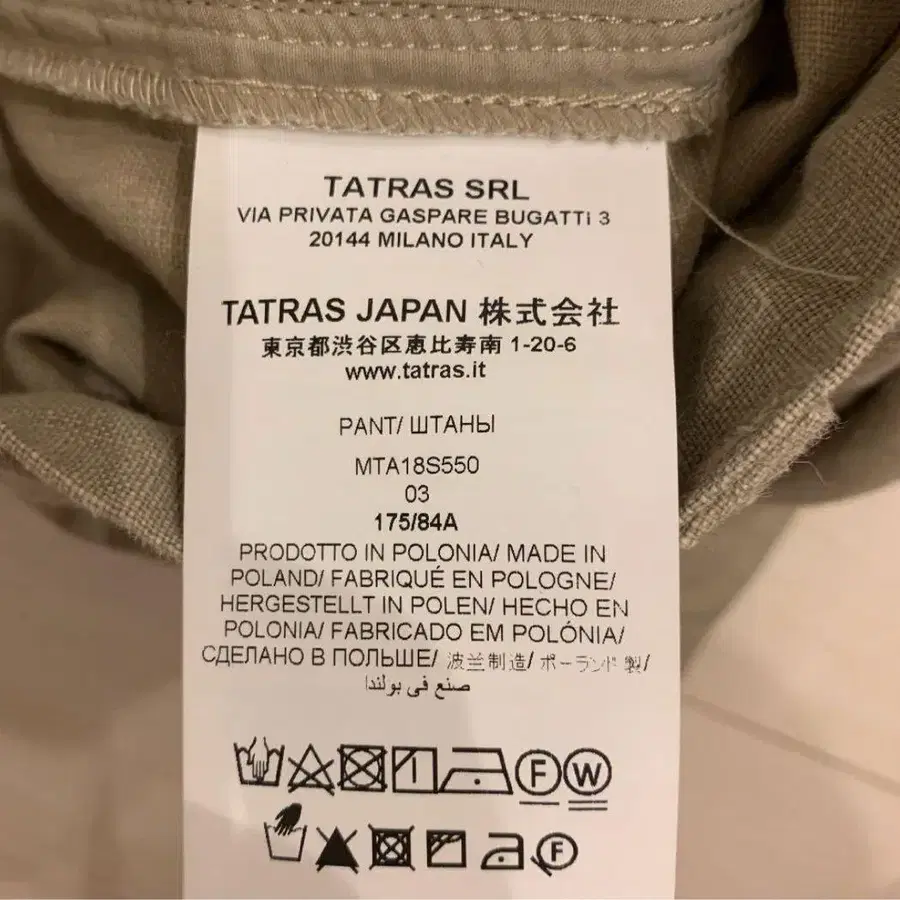 TATRAS SRL
VIA PRIVATA GASPARE BUGATTI 3
20144 MILANO ITALY
TATRAS JAPAN 株式会社
東京都渋谷区恵比寿南 1-20-6
www.tatras.it
PANT/ ШТАНЫ
MTA18S550
03
175/84A
PRODOTTO IN POLONIA/ MADE IN
POLAND/ FABRIQUÉ EN POLOGNE/
HERGESTELLT IN POLEN/ HECHO EN
POLONIA/ FABRICADO EM POLÓNIA/
СДЕЛАНО В ПОЛЬШЕ/ 波兰制造/ ポーランド製/
صنع في بولندا
F W
F